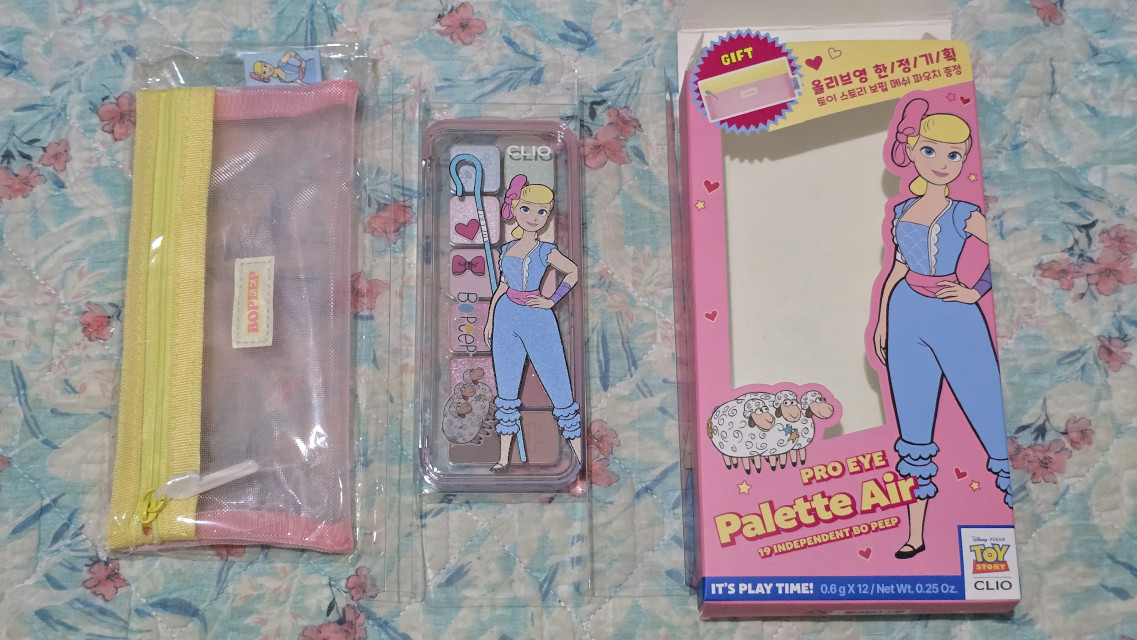 BOPEEP
CLIO
BoPeep
GIFT
올리브영 한/정/기/획
토이 스토리 보핍 메쉬 파우치 증정
PRO EYE
Palette Air
19 INDEPENDENT BO PEEP
IT'S PLAY TIME! 0.6 g X 12 / Net Wt. 0.25 Oz.
Disney PIXAR
TOY
STORY
CLIO